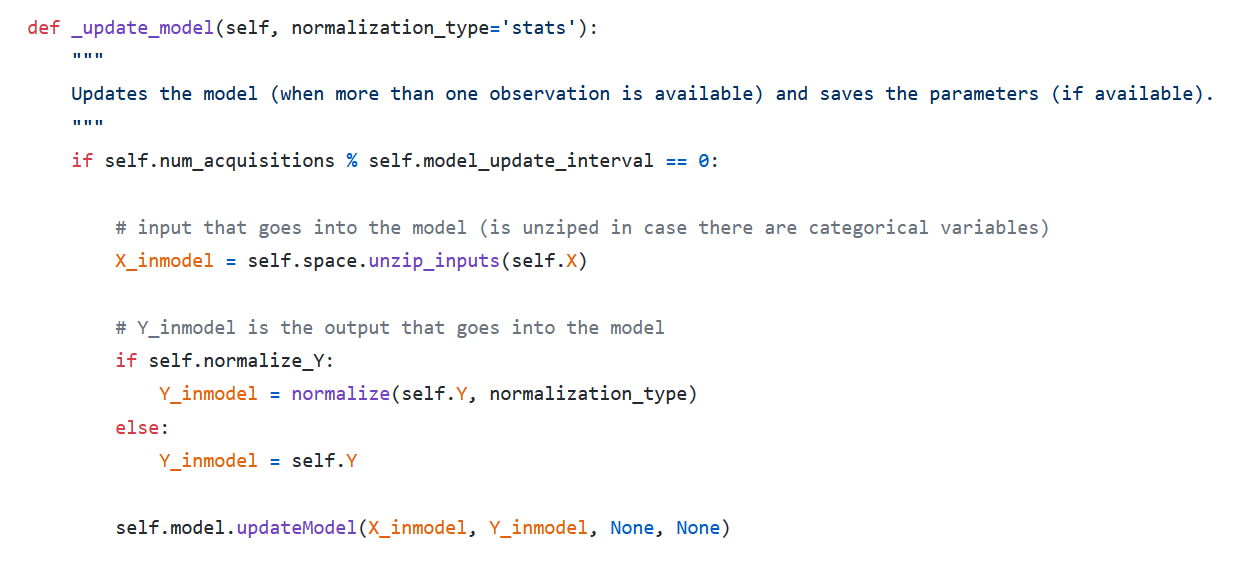 def _update_model(self, normalization_type='stats'):
    """
    Updates the model (when more than one observation is available) and saves the parameters (if available).
    """
    if self.num_acquisitions % self.model_update_interval == 0:

        # input that goes into the model (is unziped in case there are categorical variables)
        X_inmodel = self.space.unzip_inputs(self.X)

        # Y_inmodel is the output that goes into the model
        if self.normalize_Y:
            Y_inmodel = normalize(self.Y, normalization_type)
        else:
            Y_inmodel = self.Y

        self.model.updateModel(X_inmodel, Y_inmodel, None, None)